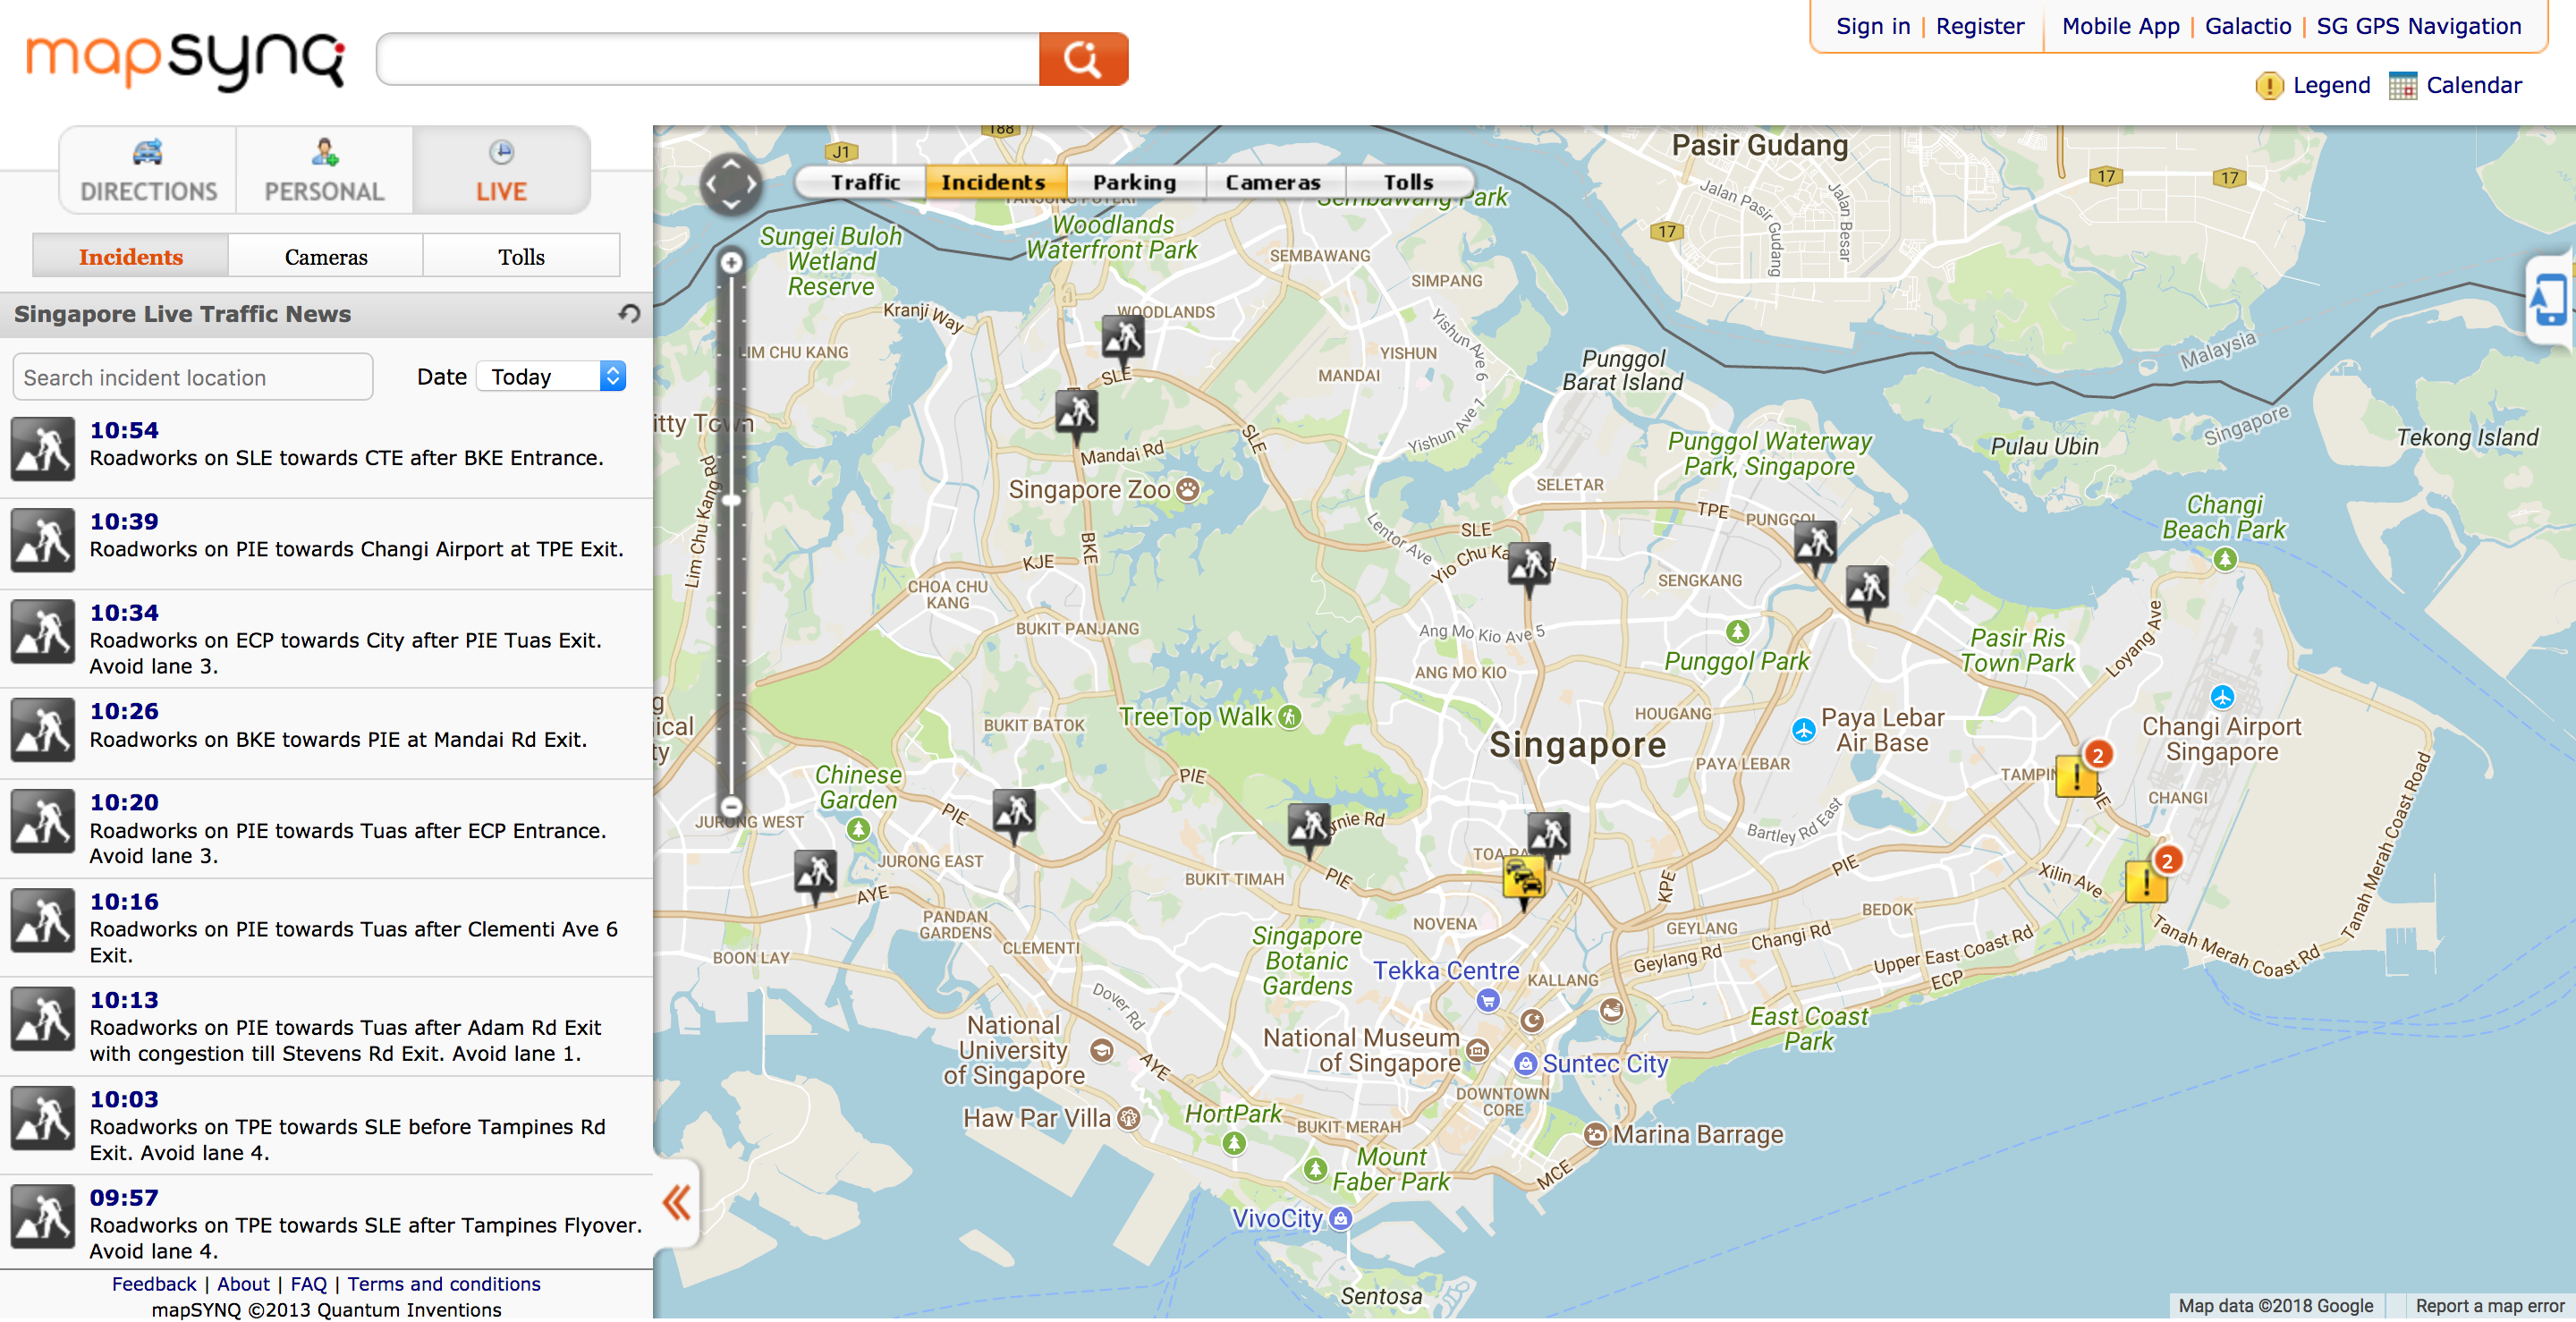 mapsynq
Sign in | Register
Mobile App | Galactio | SG GPS Navigation
Legend
Calendar
DIRECTIONS
PERSONAL
LIVE
Incidents
Cameras
Tolls
Singapore Live Traffic News
Search incident location
Date
Today
10:54
Roadworks on SLE towards CTE after BKE Entrance.
10:39
Roadworks on PIE towards Changi Airport at TPE Exit.
10:34
Roadworks on ECP towards City after PIE Tuas Exit.
Avoid lane 3.
10:26
Roadworks on BKE towards PIE at Mandai Rd Exit.
10:20
Roadworks on PIE towards Tuas after ECP Entrance.
Avoid lane 3.
10:16
Roadworks on PIE towards Tuas after Clementi Ave 6
Exit.
10:13
Roadworks on PIE towards Tuas after Adam Rd Exit
with congestion till Stevens Rd Exit. Avoid lane 1.
10:03
Roadworks on TPE towards SLE before Tampines Rd
Exit. Avoid lane 4.
09:57
Roadworks on TPE towards SLE after Tampines Flyover.
Avoid lane 4.
Feedback | About | FAQ | Terms and conditions
mapSYNQ ©2013 Quantum Inventions
Traffic
Incidents
Parking
Cameras
Tolls
188
J1
Pasir Gudang
Jalan Pasir Gudang
Jalan Besar
17
17
17
Sembawang Park
Woodlands
Waterfront Park
Sungei Buloh
Wetland
Reserve
SEMBAWANG
SIMPANG
Kranji Way
WOODLANDS
LIM CHU KANG
YISHUN
Yishun Ave 6
MANDAI
SLE
Punggol
Barat Island
Malaysia
Singapore
Yishun Ave 1
SLE
Mandai Rd
Punggol Waterway
Park, Singapore
Pulau Ubin
Tekong Island
Lim Chu Kang Rd
Singapore Zoo
SELETAR
TPE
PUNGGOL
Changi
Beach Park
Lentor Ave
SLE
BKE
KJE
CHOA CHU
KANG
SENGKANG
BUKIT PANJANG
Ang Mo Kio Ave 5
Punggol Park
Pasir Ris
Town Park
Loyang Ave
ANG MO KIO
TreeTop Walk
BUKIT BATOK
HOUGANG
Paya Lebar
Air Base
Changi Airport
Singapore
Singapore
PAYA LEBAR
2
PIE
CHANGI
Chinese
Garden
PIE
PIE
JURONG WEST
Bartley Rd East
Tanah Merah Coast Road
JURONG EAST
2
AYE
BUKIT TIMAH
PIE
KPE
PIE
Xilin Ave
PANDAN
GARDENS
CLEMENTI
NOVENA
BEDOK
GEYLANG
Changi Rd
Geylang Rd
Upper East Coast Rd
Tanah Merah Coast Rd
BOON LAY
Singapore
Botanic
Gardens
Tekka Centre
KALLANG
ECP
Dover Rd
National
University
of Singapore
National Museum
of Singapore
Suntec City
East Coast
Park
AYE
DOWNTOWN
CORE
Haw Par Villa
HortPark
BUKIT MERAH
Marina Barrage
Mount
Faber Park
MCE
VivoCity
Sentosa
Map data ©2018 Google
Report a map error